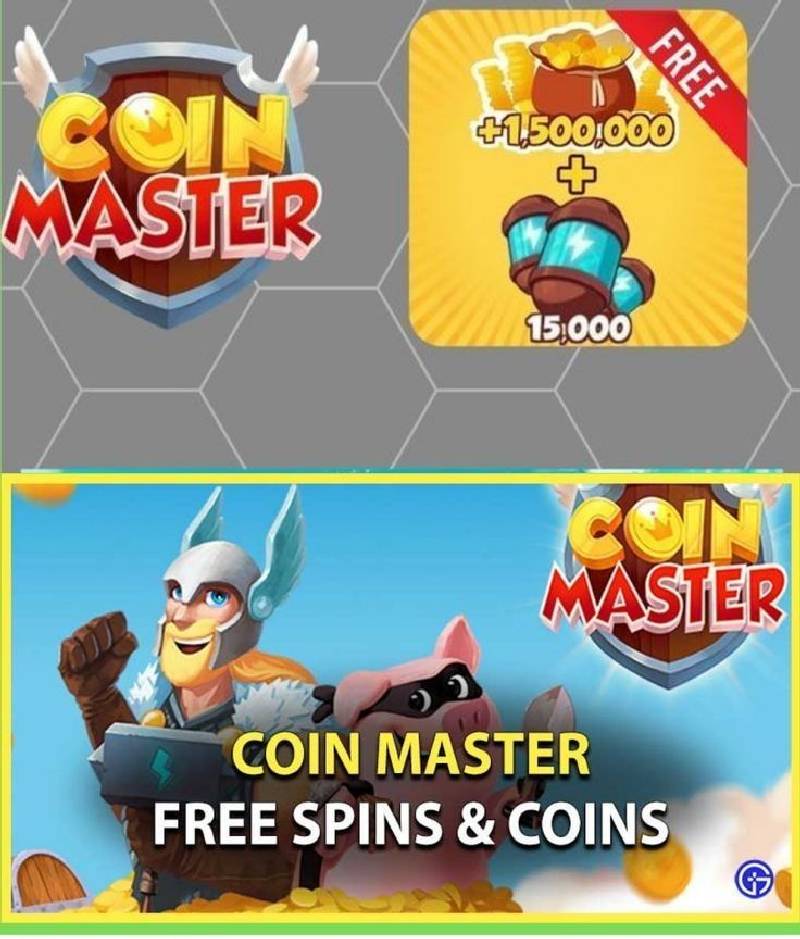 COIN
MASTER
FREE
+1,500,000
+
15,000
COIN
MASTER
COIN MASTER
FREE SPINS & COINS